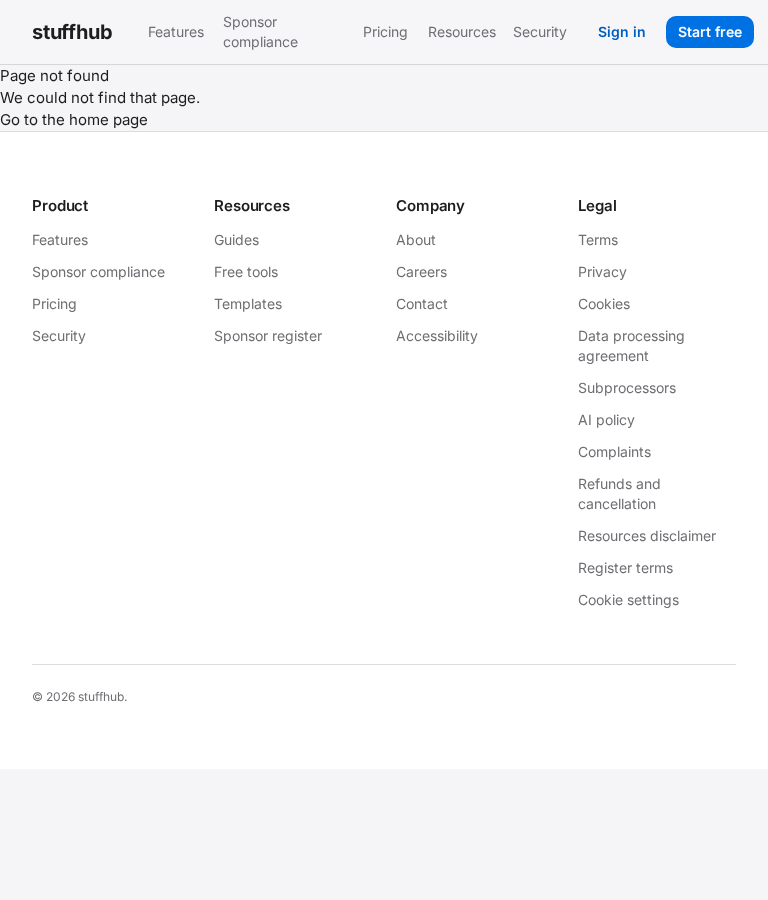 stuffhub
Features
Sponsor
compliance
Pricing
Resources
Security
Sign in
Start free
Page not found
We could not find that page.
Go to the home page
Product
Features
Sponsor compliance
Pricing
Security
Resources
Guides
Free tools
Templates
Sponsor register
Company
About
Careers
Contact
Accessibility
Legal
Terms
Privacy
Cookies
Data processing
agreement
Subprocessors
AI policy
Complaints
Refunds and
cancellation
Resources disclaimer
Register terms
Cookie settings
© 2026 stuffhub.